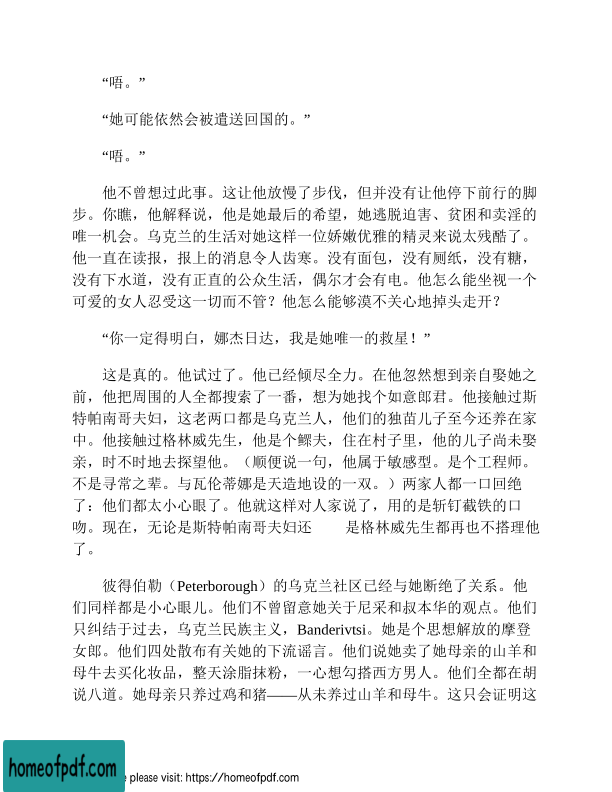 “唔。”
“她可能依然会被遣送回国的。”
“唔。”
他不曾想过此事。这让他放慢了步伐，但并没有让他停下前行的脚
步。你瞧，他解释说，他是她最后的希望，她逃脱迫害、贫困和卖淫的
唯一机会。乌克兰的生活对她这样一位娇嫩优雅的精灵来说太残酷了。
他一直在读报，报上的消息令人齿寒。没有面包，没有厕纸，没有糖，
没有下水道，没有正直的公众生活，偶尔才会有电。他怎么能坐视一个
可爱的女人忍受这一切而不管？他怎么能够漠不关心地掉头走开？
“你一定得明白，娜杰日达，我是她唯一的救星！”
这是真的。他试过了。他已经倾尽全力。在他忽然想到亲自娶她之
前，他把周围的人全都搜索了一番，想为她找个如意郎君。他接触过斯
特帕南哥夫妇，这老两口都是乌克兰人，他们的独苗儿子至今还养在家
中。他接触过格林威先生，他是个鳏夫，住在村子里，他的儿子尚未娶
亲，时不时地去探望他。（顺便说一句，他属于敏感型。是个工程师。
不是寻常之辈。与瓦伦蒂娜是天造地设的一双。）两家人都一口回绝
了：他们都太小心眼了。他就这样对人家说了，用的是斩钉截铁的口
吻。现在，无论是斯特帕南哥夫妇还 是格林威先生都再也不搭理他
了。
彼得伯勒（Peterborough）的乌克兰社区已经与她断绝了关系。他
们同样都是小心眼儿。他们不曾留意她关于尼采和叔本华的观点。他们
只纠结于过去，乌克兰民族主义，Banderivtsi。她是个思想解放的摩登
女郎。他们四处散布有关她的下流谣言。他们说她卖了她母亲的山羊和
母牛去买化妆品，整天涂脂抹粉，一心想勾搭西方男人。他们全都在胡
说八道。她母亲只养过鸡和猪——从未养过山羊和母牛。这只会证明这
homeofpdf.com
e please visit: https://homeofpdf.com